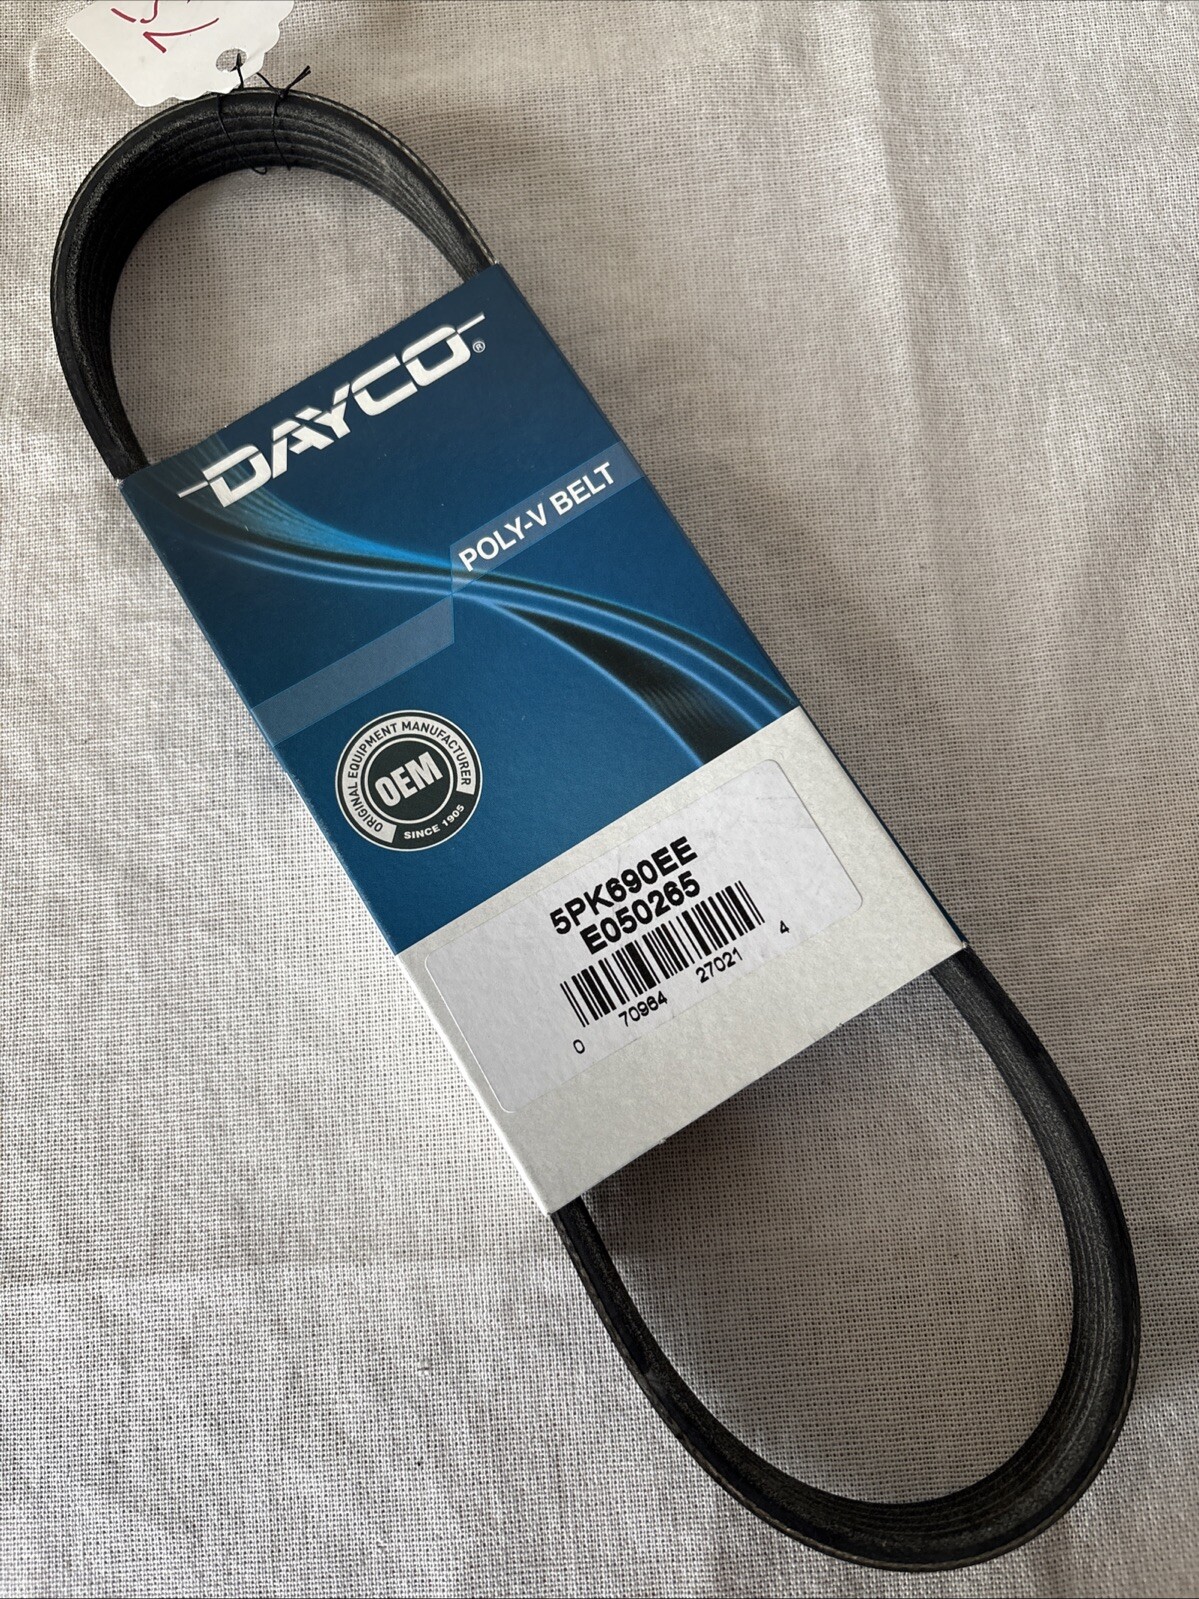 DAYCO®
POLY-V BELT
ORIGINAL EQUIPMENT MANUFACTURER
OEM
SINCE 1905
5PK690EE
E050265
0 70964 27021 4